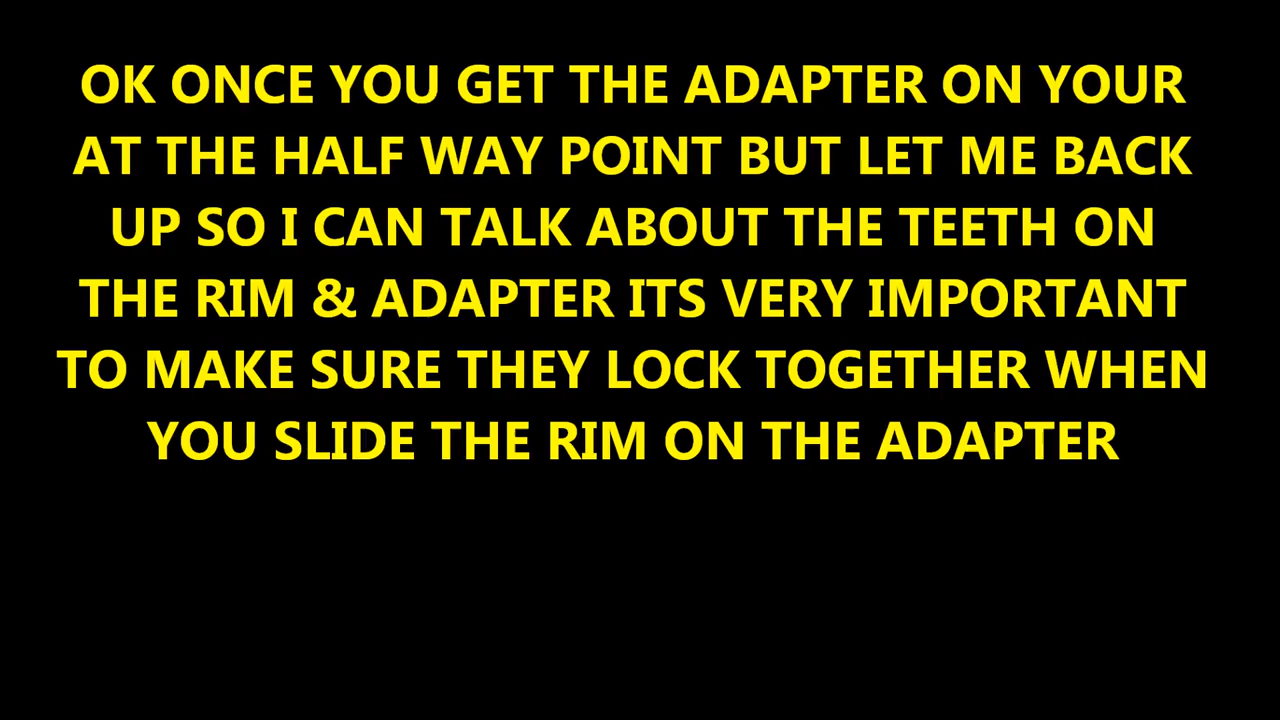 OK ONCE YOU GET THE ADAPTER ON YOUR
AT THE HALF WAY POINT BUT LET ME BACK
UP SO I CAN TALK ABOUT THE TEETH ON
THE RIM & ADAPTER ITS VERY IMPORTANT
TO MAKE SURE THEY LOCK TOGETHER WHEN
YOU SLIDE THE RIM ON THE ADAPTER